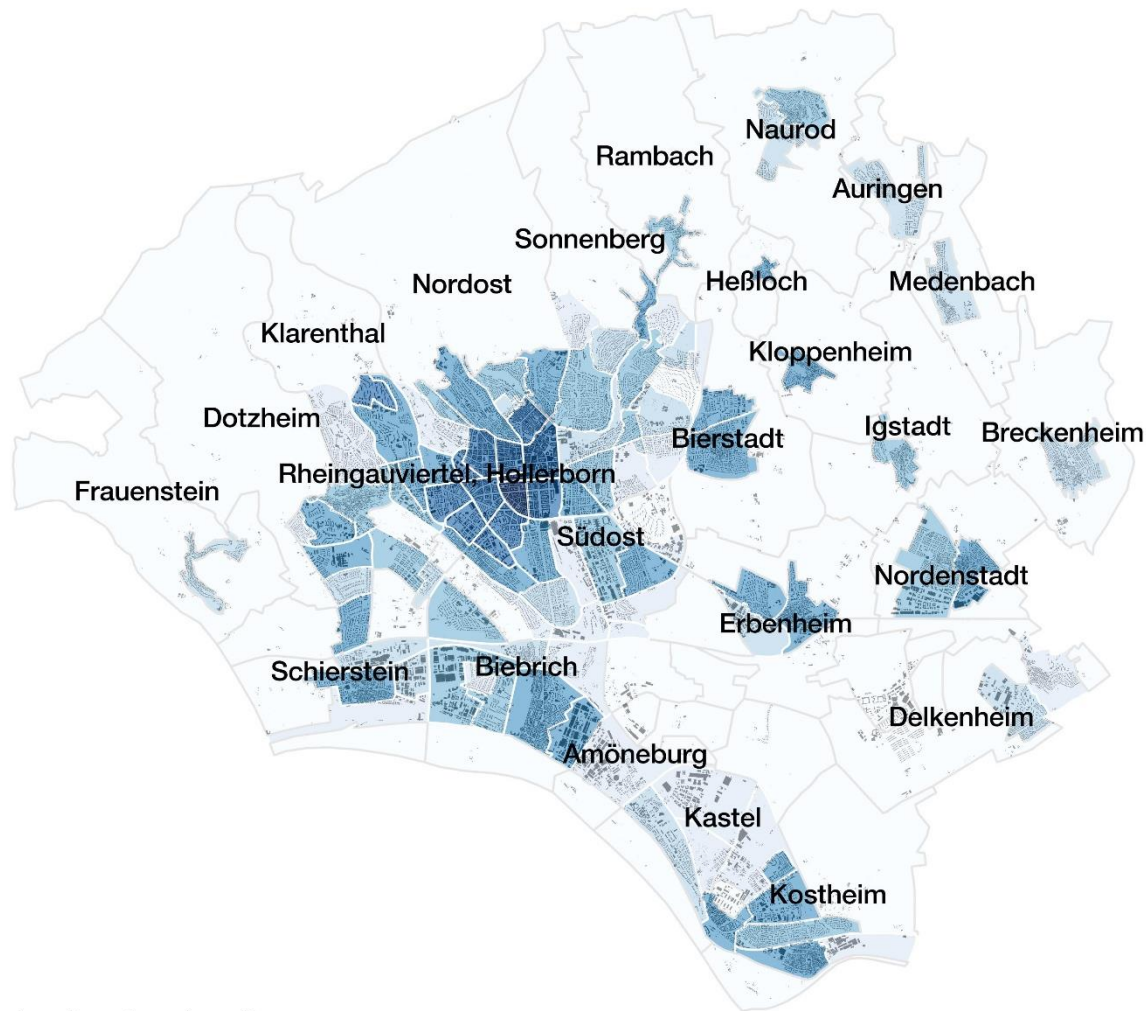 Naurod
Rambach
Auringen
Sonnenberg
Heßloch
Medenbach
Nordost
Klarenthal
Kloppenheim
Dotzheim
Igstadt
Breckenheim
Bierstadt
Rheingauviertel, Hollerborn
Frauenstein
Südost
Nordenstadt
Erbenheim
Schierstein
Biebrich
Delkenheim
Amöneburg
Kastel
Kostheim